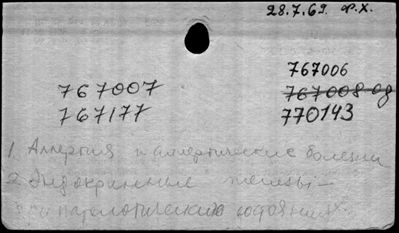 28.7.69. Ф.Х.
767007
767177
767006
767008-09
770143
1. Аллергия и аллергические болезни
2. Эндокринные железы –
3. и патологических состояниях